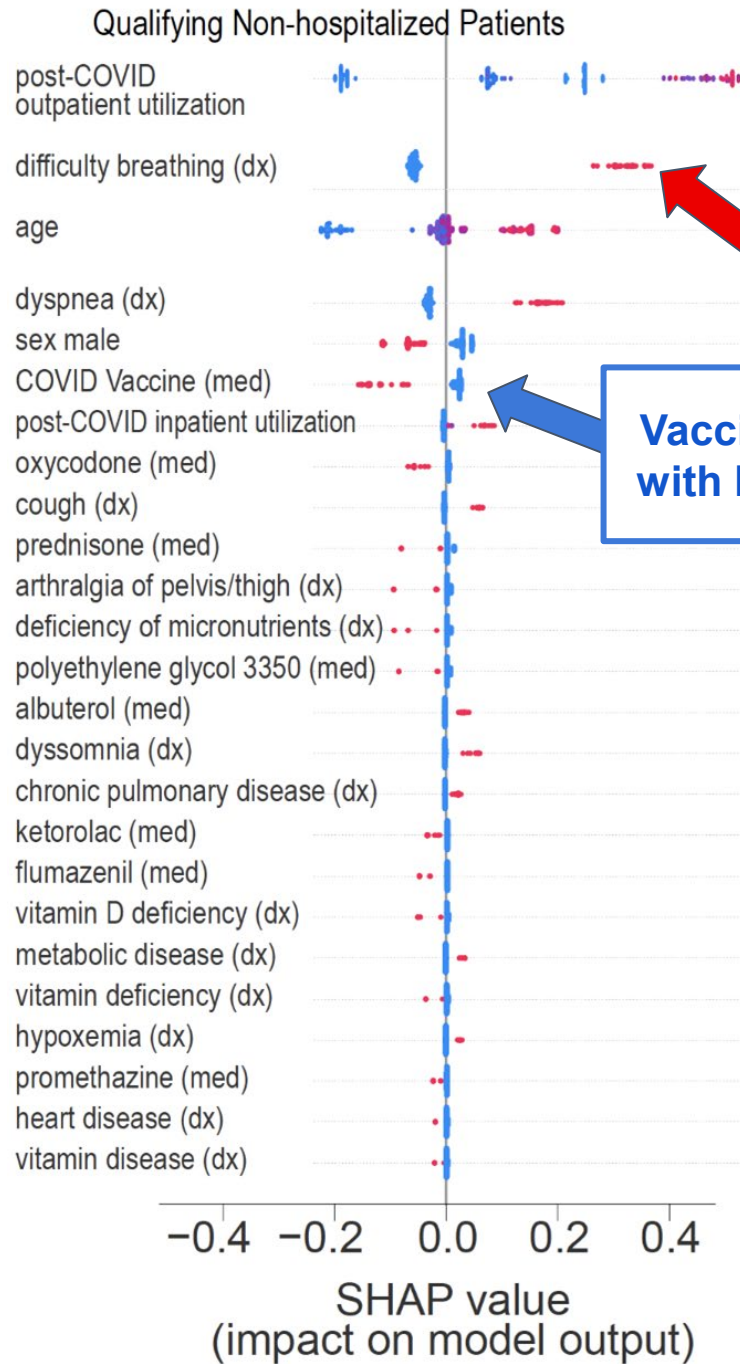 Qualifying Non-hospitalized Patients
post-COVID
outpatient utilization
difficulty breathing (dx)
age
dyspnea (dx)
sex male
COVID Vaccine (med)
post-COVID inpatient utilization
oxycodone (med)
cough (dx)
prednisone (med)
arthralgia of pelvis/thigh (dx)
deficiency of micronutrients (dx)
polyethylene glycol 3350 (med)
albuterol (med)
dyssomnia (dx)
chronic pulmonary disease (dx)
ketorolac (med)
flumazenil (med)
vitamin D deficiency (dx)
metabolic disease (dx)
vitamin deficiency (dx)
hypoxemia (dx)
promethazine (med)
heart disease (dx)
vitamin disease (dx)
with
−0.4 −0.2 0.0 0.2 0.4
SHAP value
(impact on model output)